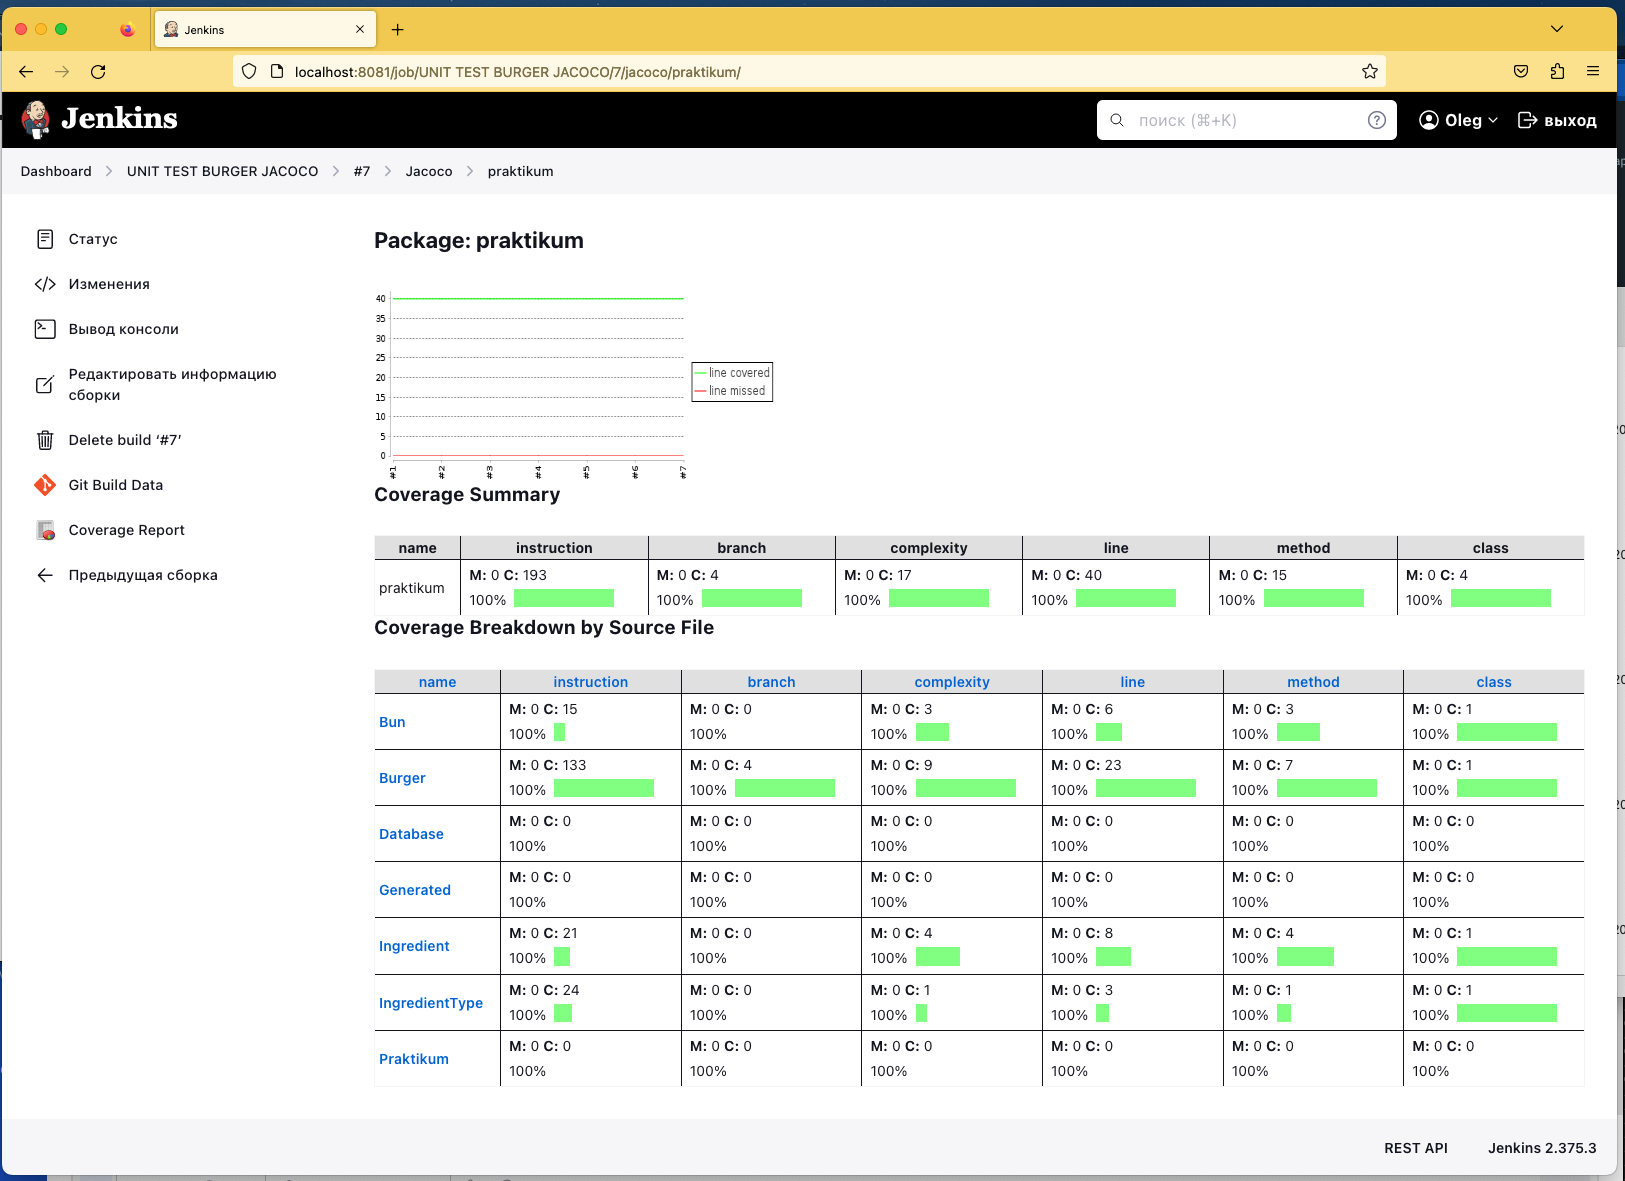 Jenkins
localhost:8081/job/UNIT TEST BURGER JACOCO/7/jacoco/praktikum/
Jenkins
поиск (⌘+K)
Oleg
выход
Dashboard
UNIT TEST BURGER JACOCO
#7
Jacoco
praktikum
Статус
Изменения
Вывод консоли
Редактировать информацию
сборки
Delete build ‘#7’
Git Build Data
Coverage Report
Предыдущая сборка
Package: praktikum
40
35
30
25
20
15
10
5
0
#1 #2 #3 #4 #5 #6 #7
line covered
line missed
Coverage Summary
name instruction branch complexity line method class
praktikum
M: 0 C: 193 M: 0 C: 4 M: 0 C: 17 M: 0 C: 40 M: 0 C: 15 M: 0 C: 4
100% 100% 100% 100% 100% 100%
Coverage Breakdown by Source File
name instruction branch complexity line method class
Bun
M: 0 C: 15 M: 0 C: 0 M: 0 C: 3 M: 0 C: 6 M: 0 C: 3 M: 0 C: 1
100% 100% 100% 100% 100% 100%
Burger
M: 0 C: 133 M: 0 C: 4 M: 0 C: 9 M: 0 C: 23 M: 0 C: 7 M: 0 C: 1
100% 100% 100% 100% 100% 100%
Database
M: 0 C: 0 M: 0 C: 0 M: 0 C: 0 M: 0 C: 0 M: 0 C: 0 M: 0 C: 0
100% 100% 100% 100% 100% 100%
Generated
M: 0 C: 0 M: 0 C: 0 M: 0 C: 0 M: 0 C: 0 M: 0 C: 0 M: 0 C: 0
100% 100% 100% 100% 100% 100%
Ingredient
M: 0 C: 21 M: 0 C: 0 M: 0 C: 4 M: 0 C: 8 M: 0 C: 4 M: 0 C: 1
100% 100% 100% 100% 100% 100%
IngredientType
M: 0 C: 24 M: 0 C: 0 M: 0 C: 1 M: 0 C: 3 M: 0 C: 1 M: 0 C: 1
100% 100% 100% 100% 100% 100%
Praktikum
M: 0 C: 0 M: 0 C: 0 M: 0 C: 0 M: 0 C: 0 M: 0 C: 0 M: 0 C: 0
100% 100% 100% 100% 100% 100%
REST API
Jenkins 2.375.3